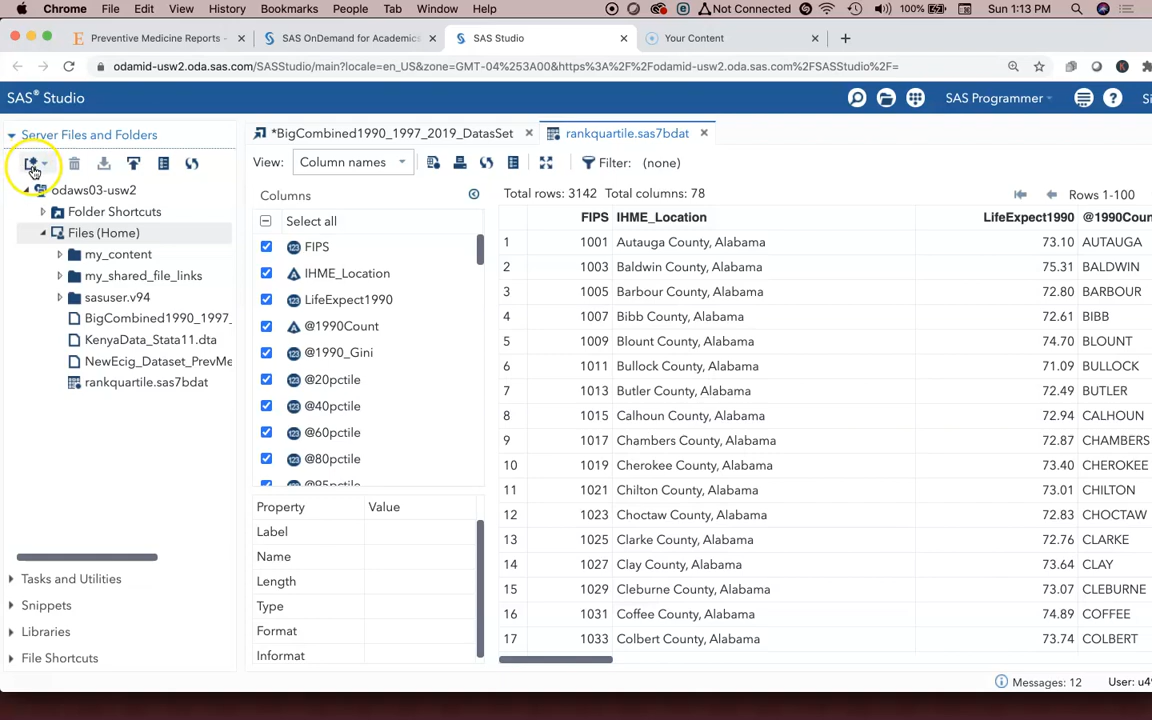 Chrome File Edit View History Bookmarks People Tab Window Help Not Connected 100% Sun 1:13 PM
Preventive Medicine Reports - SAS OnDemand for Academics SAS Studio Your Content
odamid-usw2.oda.sas.com/SASStudio/main?locale=en_US&zone=GMT-04%253A00&https%3A%2F%2Fodamid-usw2.oda.sas.com%2FSASStudio%2F=
SAS® Studio SAS Programmer
Server Files and Folders
*BigCombined1990_1997_2019_DatasSet rankquartile.sas7bdat
View: Column names Filter: (none)
odaws03-usw2
Folder Shortcuts
Files (Home)
my_content
my_shared_file_links
sasuser.v94
BigCombined1990_1997_
KenyaData_Stata11.dta
NewEcig_Dataset_PrevMe
rankquartile.sas7bdat
Tasks and Utilities
Snippets
Libraries
File Shortcuts
Columns
Select all
FIPS
IHME_Location
LifeExpect1990
@1990Count
@1990_Gini
@20pctile
@40pctile
@60pctile
@80pctile
@95pctile
Property Value
Label
Name
Length
Type
Format
Informat
Total rows: 3142 Total columns: 78 Rows 1-100
FIPS IHME_Location LifeExpect1990 @1990Coun
1 1001 Autauga County, Alabama 73.10 AUTAUGA
2 1003 Baldwin County, Alabama 75.31 BALDWIN
3 1005 Barbour County, Alabama 72.80 BARBOUR
4 1007 Bibb County, Alabama 72.61 BIBB
5 1009 Blount County, Alabama 74.70 BLOUNT
6 1011 Bullock County, Alabama 71.09 BULLOCK
7 1013 Butler County, Alabama 72.49 BUTLER
8 1015 Calhoun County, Alabama 72.94 CALHOUN
9 1017 Chambers County, Alabama 72.87 CHAMBERS
10 1019 Cherokee County, Alabama 73.40 CHEROKEE
11 1021 Chilton County, Alabama 73.01 CHILTON
12 1023 Choctaw County, Alabama 72.83 CHOCTAW
13 1025 Clarke County, Alabama 72.76 CLARKE
14 1027 Clay County, Alabama 73.64 CLAY
15 1029 Cleburne County, Alabama 73.07 CLEBURNE
16 1031 Coffee County, Alabama 74.89 COFFEE
17 1033 Colbert County, Alabama 73.74 COLBERT
Messages: 12 User: u4